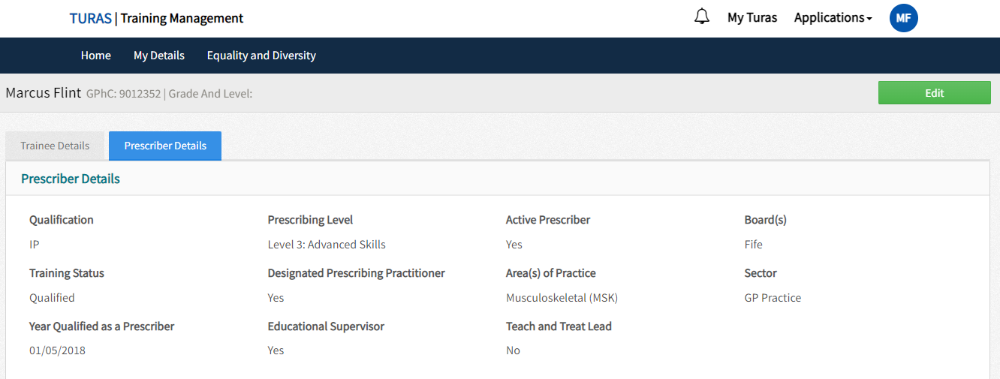 TURAS | Training Management My Turas Applications MF
Home My Details Equality and Diversity
Marcus Flint GPhC: 9012352 | Grade And Level: Edit
Trainee Details Prescriber Details
Prescriber Details
Qualification Prescribing Level Active Prescriber Board(s)
IP Level 3: Advanced Skills Yes Fife
Training Status Designated Prescribing Practitioner Area(s) of Practice Sector
Qualified Yes Musculoskeletal (MSK) GP Practice
Year Qualified as a Prescriber Educational Supervisor Teach and Treat Lead
01/05/2018 Yes No